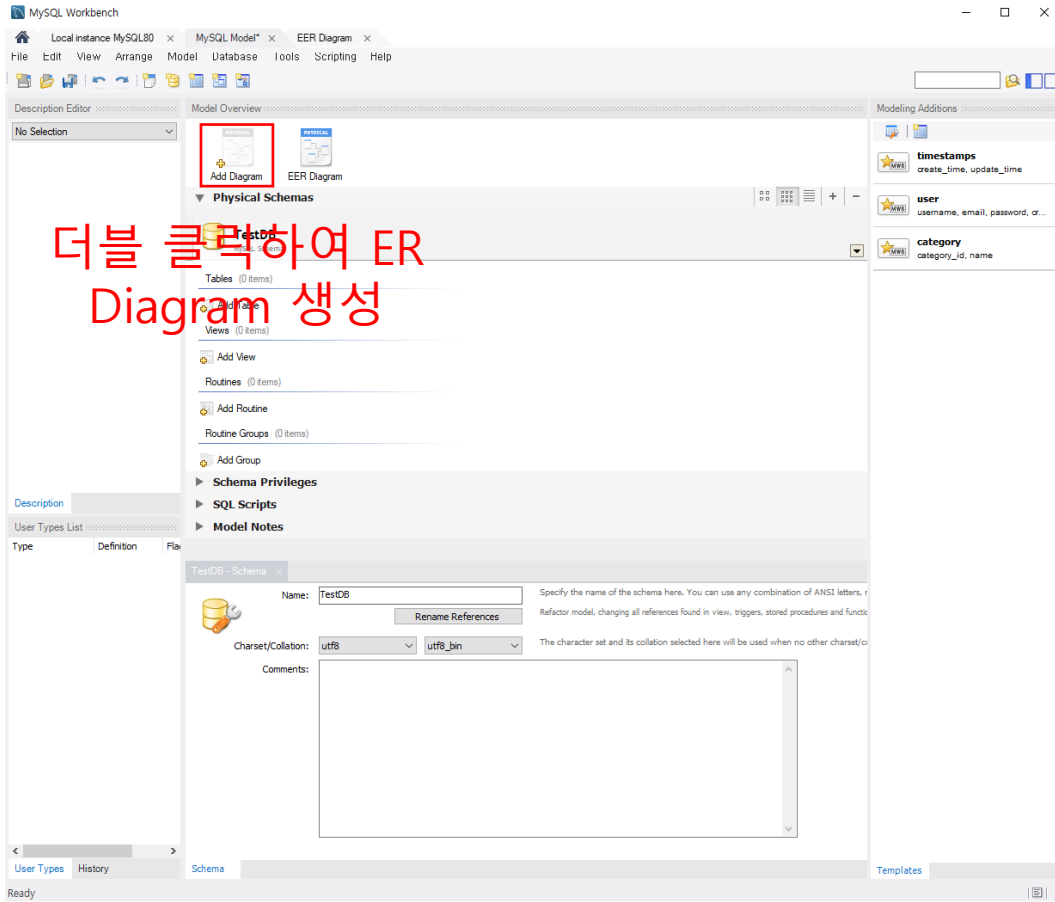 MySQL Workbench
Local instance MySQL80 MySQL Model* EER Diagram
File Edit View Arrange Model Database Tools Scripting Help
Description Editor
No Selection
Model Overview
Modeling Additions
PHYSICAL
PHYSICAL
Add Diagram EER Diagram
timestamps
create_time, update_time
user
username, email, password, cr...
category
category_id, name
Physical Schemas
TestDB
MySQL Schema
더블 클릭하여 ER
Diagram 생성
Tables (0 items)
Add Table
Views (0 items)
Add View
Routines (0 items)
Add Routine
Routine Groups (0 items)
Add Group
Schema Privileges
SQL Scripts
Model Notes
Description
User Types List
Type Definition Fla
TestDB - Schema
Name: TestDB
Specify the name of the schema here. You can use any combination of ANSI letters,
Rename References
Refactor model, changing all references found in view, triggers, stored procedures and functio
Charset/Collation: utf8 utf8_bin
The character set and its collation selected here will be used when no other charset/co
Comments:
User Types History
Schema
Templates
Ready